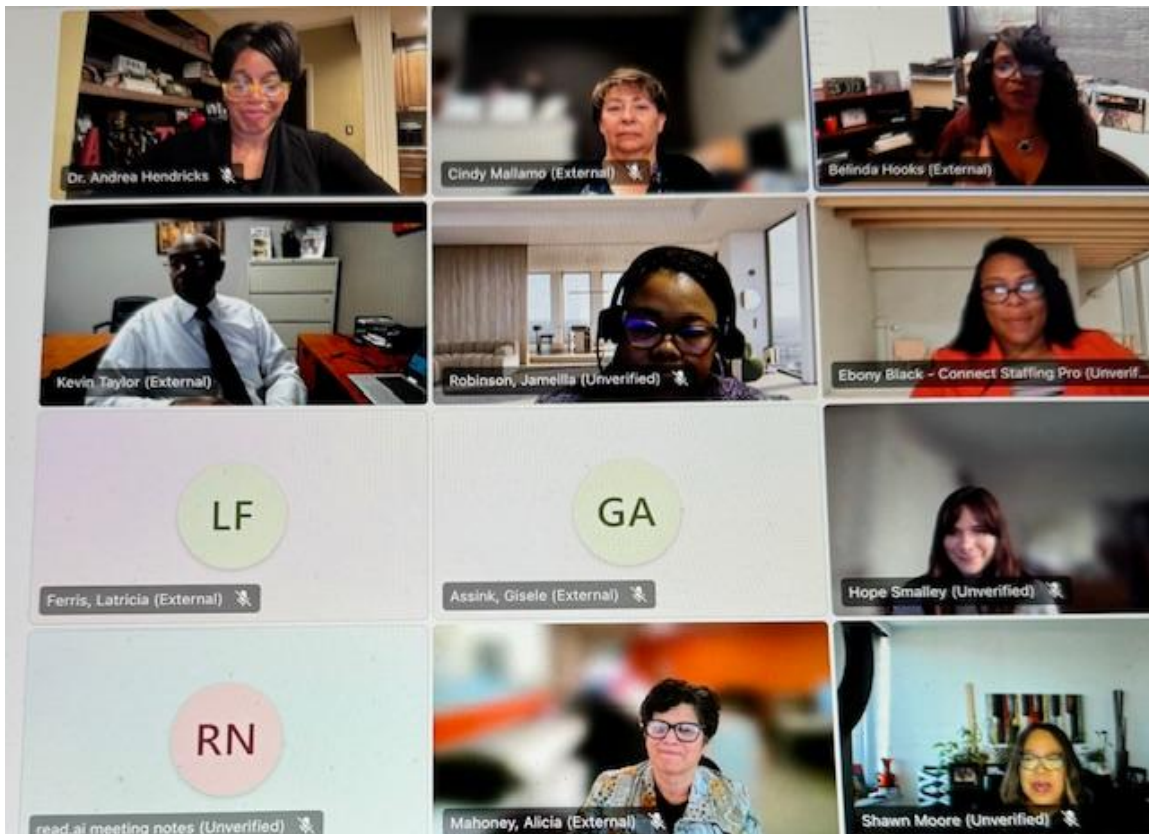 Dr. Andrea Hendricks
Cindy Mallamo (External)
Belinda Hooks (External)
Kevin Taylor (External)
Robinson, Jameilla (Unverified)
Ebony Black - Connect Staffing Pro (Unverif...
LF
Ferris, Latricia (External)
GA
Assink, Gisele (External)
Hope Smalley (Unverified)
RN
read.ai meeting notes (Unverified)
Mahoney, Alicia (External)
Shawn Moore (Unverified)